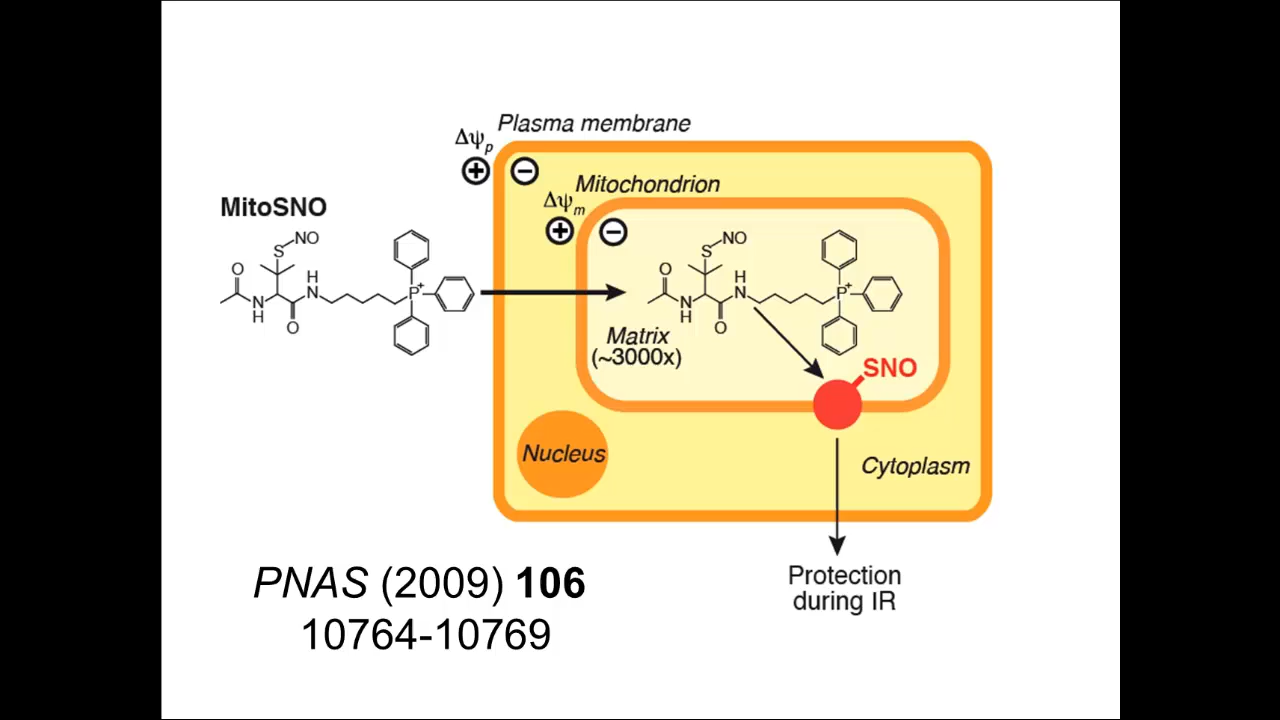 Plasma membrane
Δψp
+
−
Mitochondrion
Δψm
+
−
MitoSNO
S NO
O
N
H
O
H
N
P+
S NO
O
N
H
O
H
N
P+
Matrix
(~3000x)
SNO
Nucleus
Cytoplasm
Protection
during IR
PNAS (2009) 106
10764-10769